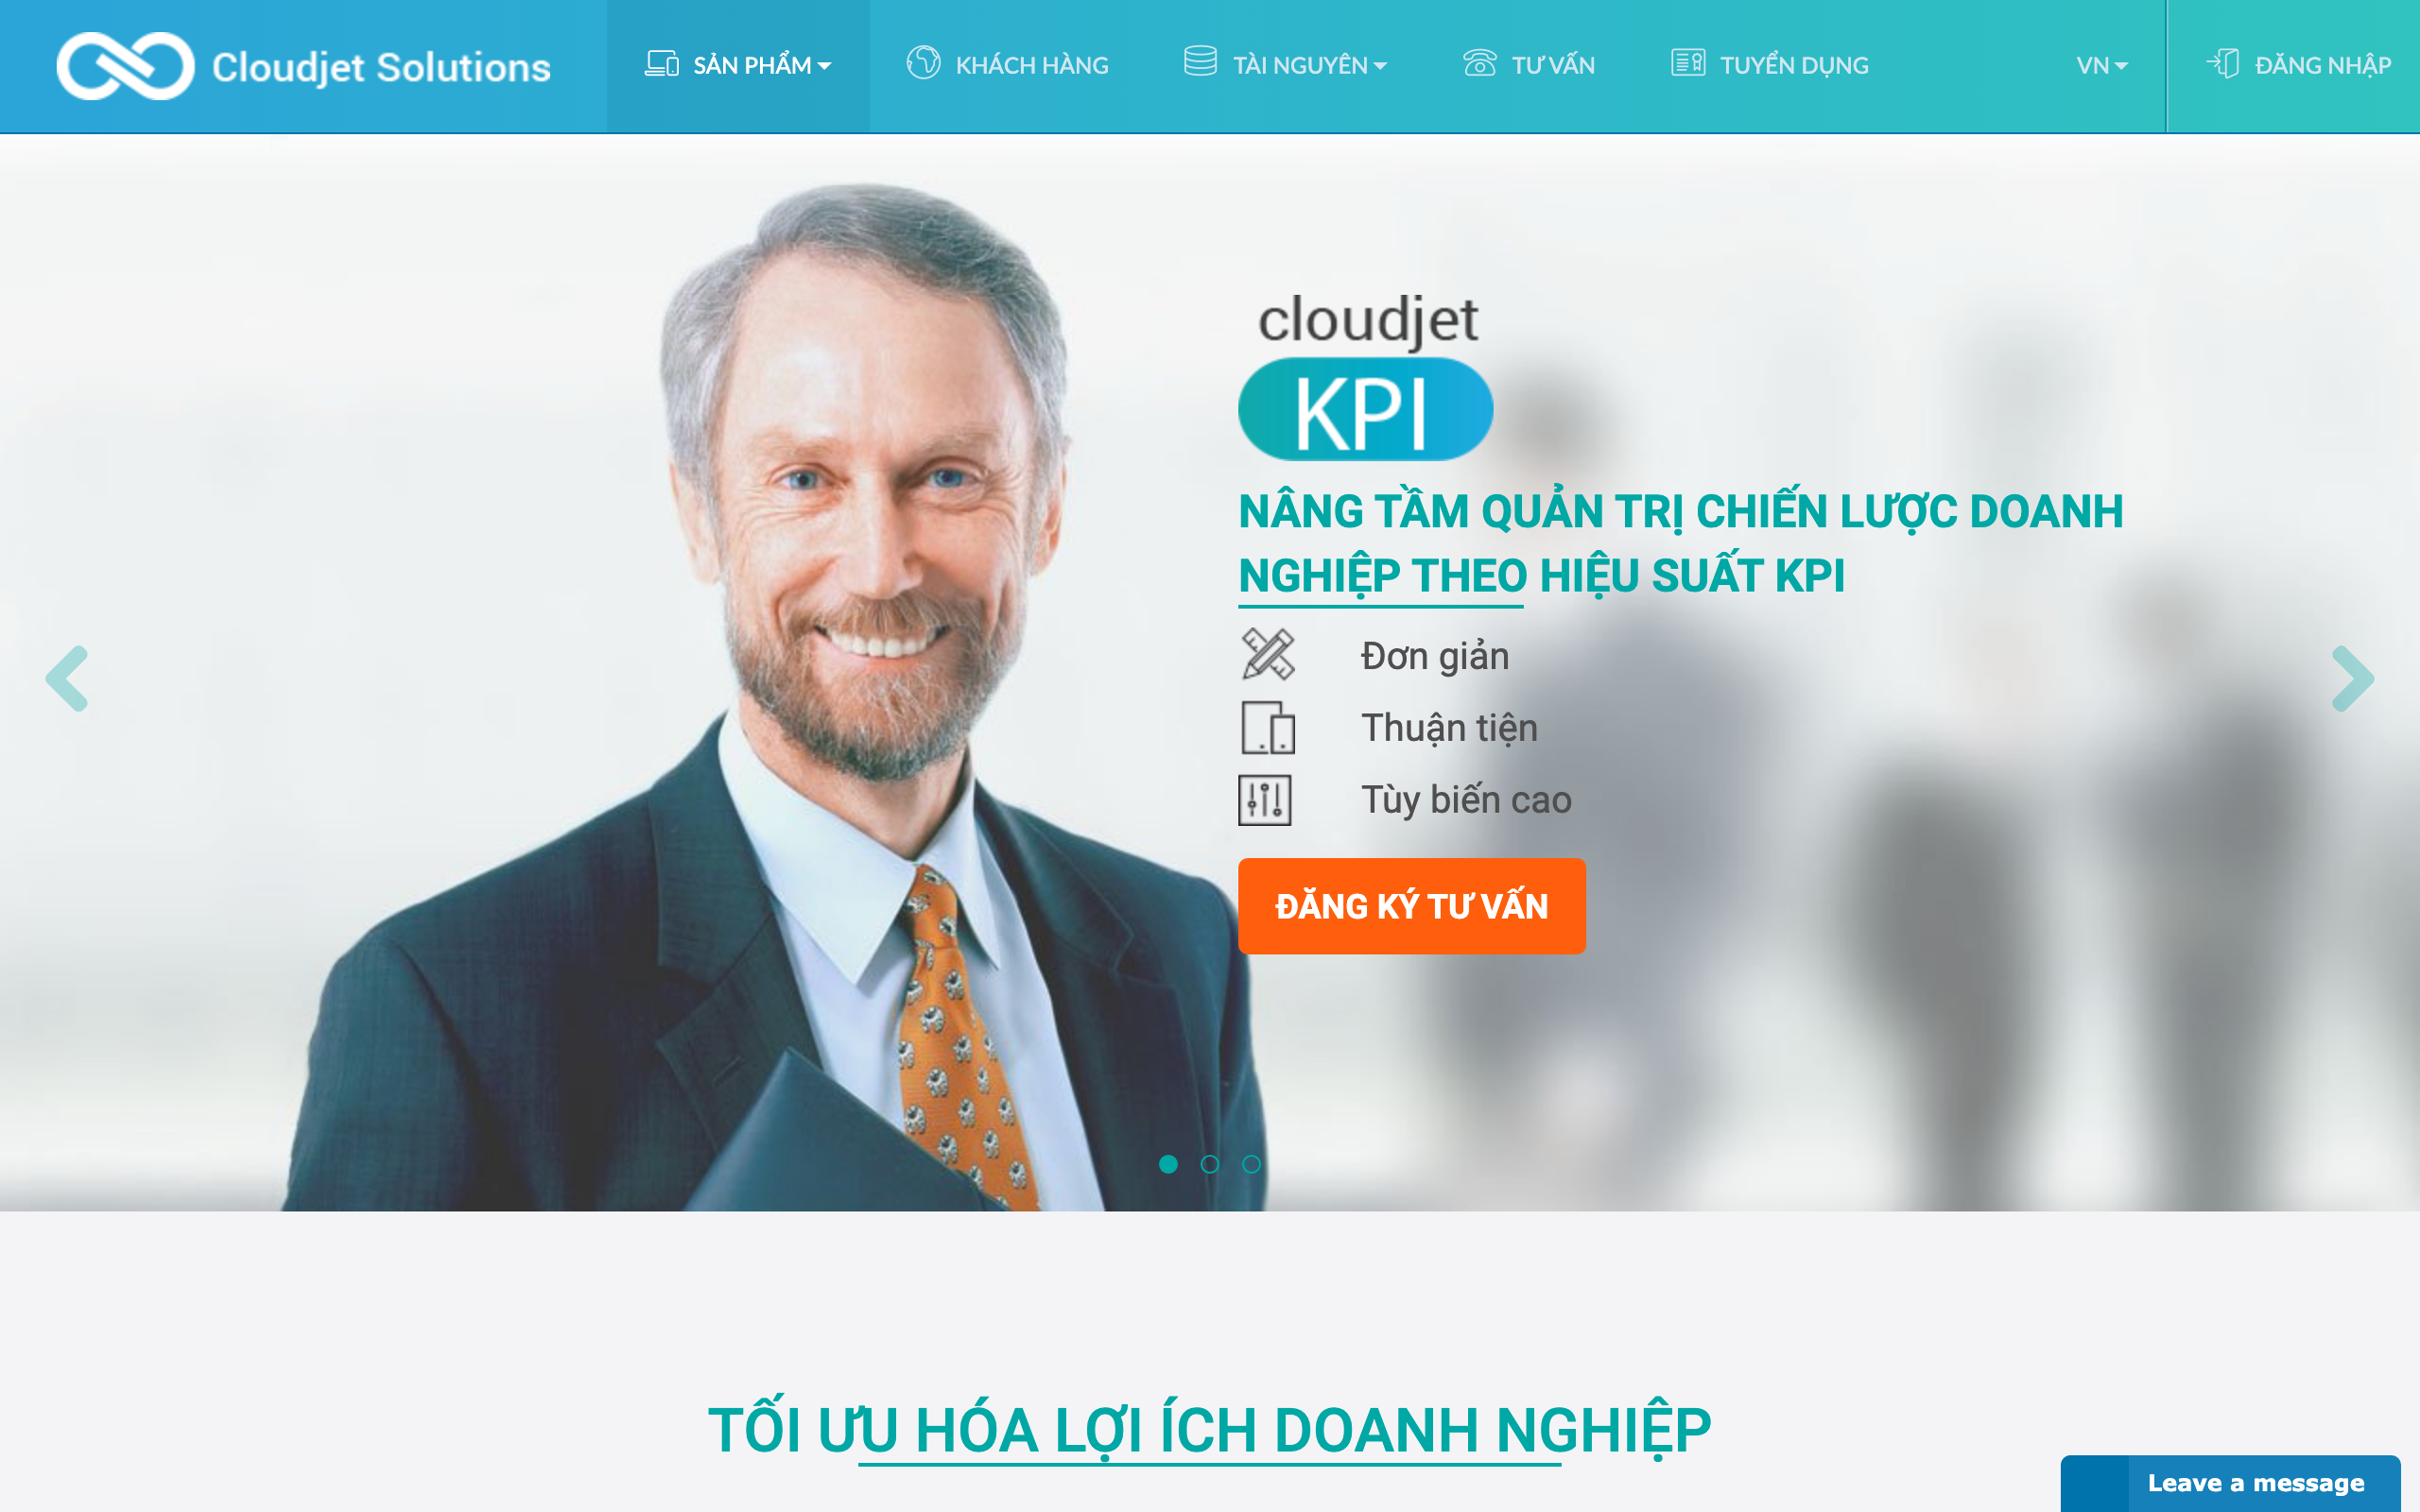 Cloudjet Solutions
SẢN PHẨM
KHÁCH HÀNG
TÀI NGUYÊN
TƯ VẤN
TUYỂN DỤNG
VN
ĐĂNG NHẬP
cloudjet
KPI
NÂNG TẦM QUẢN TRỊ CHIẾN LƯỢC DOANH
NGHIỆP THEO HIỆU SUẤT KPI
Đơn giản
Thuận tiện
Tùy biến cao
ĐĂNG KÝ TƯ VẤN
TỐI ƯU HÓA LỢI ÍCH DOANH NGHIỆP
Leave a message